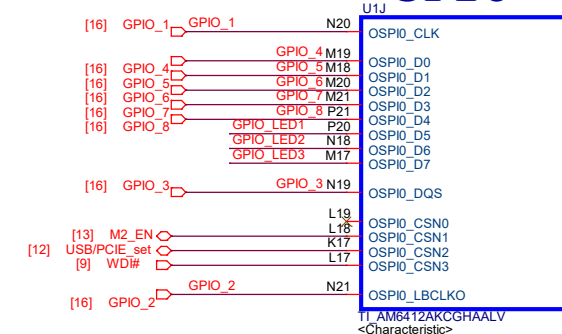 U1J
[16] GPIO_1 GPIO_1 N20 OSPI0_CLK
GPIO_4 M19 OSPI0_D0
[16] GPIO_4 GPIO_5 M18 OSPI0_D1
[16] GPIO_5 GPIO_6 M20 OSPI0_D2
[16] GPIO_6 GPIO_7 M21 OSPI0_D3
[16] GPIO_7 GPIO_8 P21 OSPI0_D4
[16] GPIO_8 GPIO_LED1 P20 OSPI0_D5
GPIO_LED2 N18 OSPI0_D6
GPIO_LED3 M17 OSPI0_D7
[16] GPIO_3 GPIO_3 N19 OSPI0_DQS
L19 OSPI0_CSN0
[13] M2_EN L18 OSPI0_CSN1
[12] USB/PCIE_set K17 OSPI0_CSN2
[9] WDI# L17 OSPI0_CSN3
[16] GPIO_2 GPIO_2 N21 OSPI0_LBCLKO
TI_AM6412AKCGHAALV
<Characteristic>